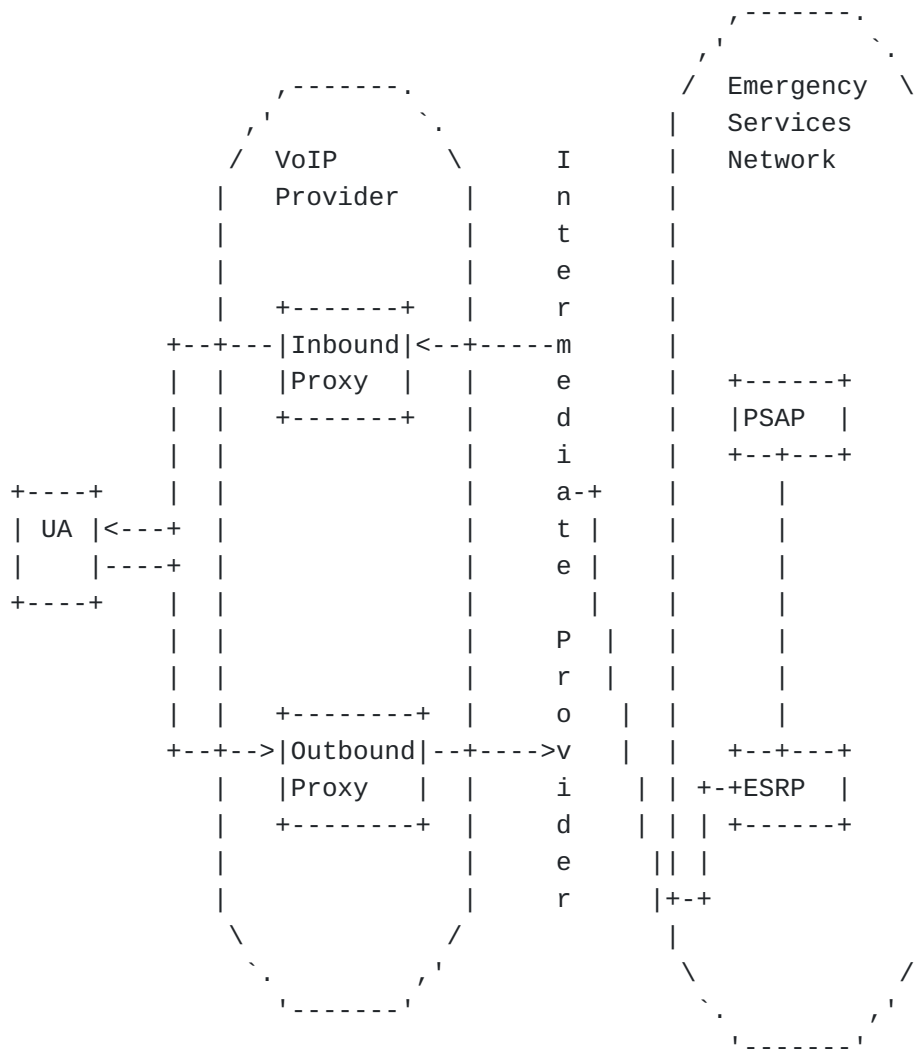 Emergency
Services
Network
VoIP
Provider
Intermediate Provider
Inbound
Proxy
PSAP
UA
Outbound
Proxy
ESRP